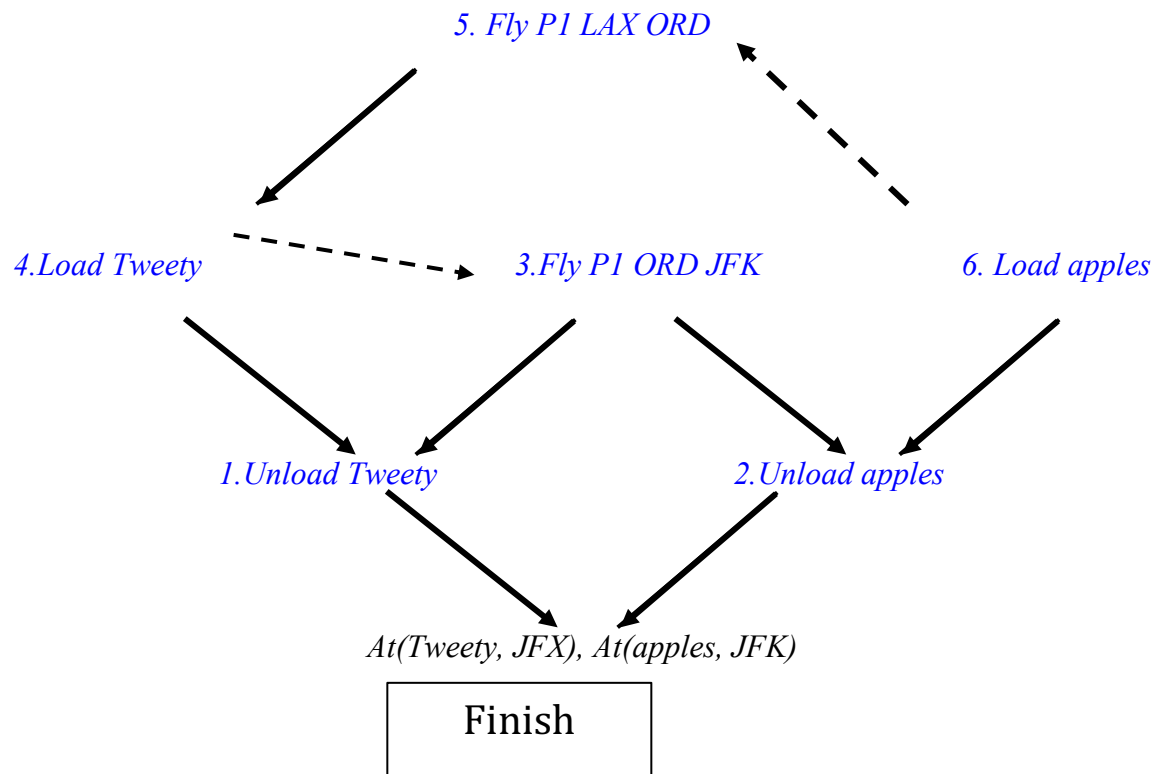 5. Fly P1 LAX ORD
4.Load Tweety
3.Fly P1 ORD JFK
6. Load apples
1.Unload Tweety
2.Unload apples
At(Tweety, JFX), At(apples, JFK)
Finish